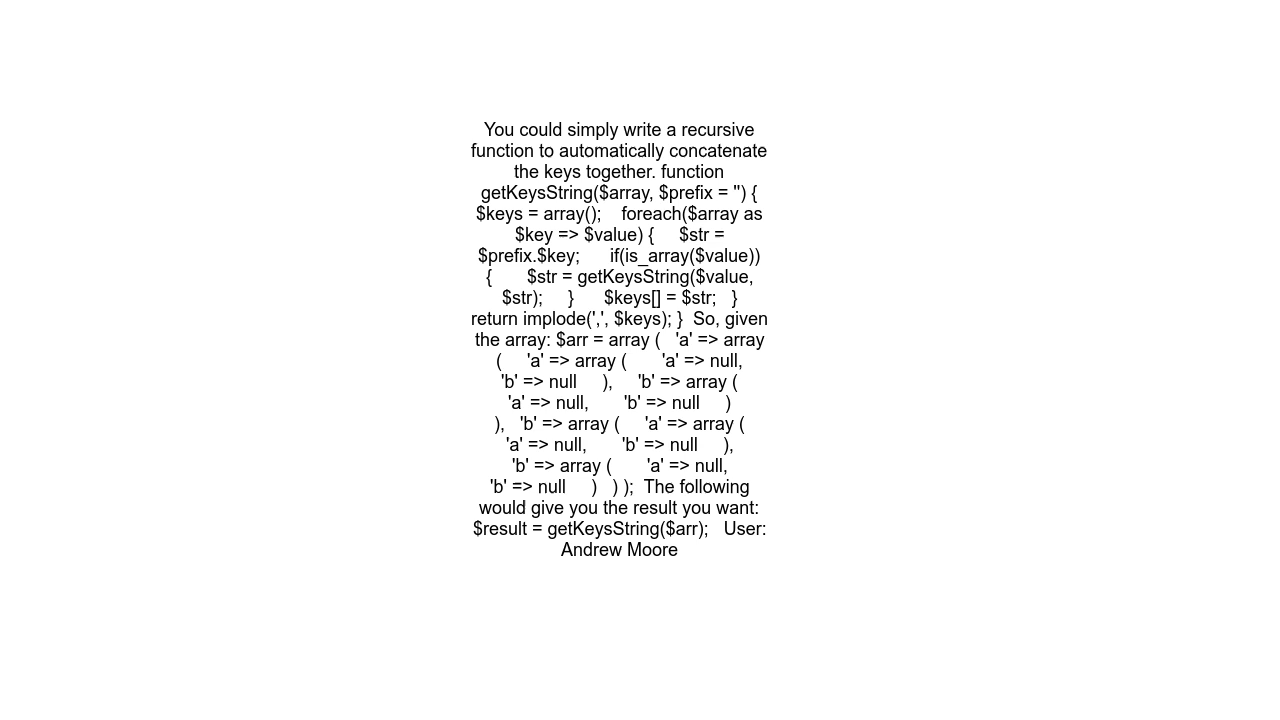 You could simply write a recursive
function to automatically concatenate
the keys together. function
getKeysString($array, $prefix = '') {
$keys = array();    foreach($array as
$key => $value) {     $str =
$prefix.$key;      if(is_array($value))
{       $str = getKeysString($value,
$str);     }      $keys[] = $str;   }
return implode(',', $keys); }  So, given
the array: $arr = array (   'a' => array
(     'a' => array (       'a' => null,
'b' => null     ),     'b' => array (
'a' => null,       'b' => null     )
),   'b' => array (     'a' => array (
'a' => null,       'b' => null     ),
'b' => array (       'a' => null,
'b' => null     )   ) );  The following
would give you the result you want:
$result = getKeysString($arr);   User:
Andrew Moore